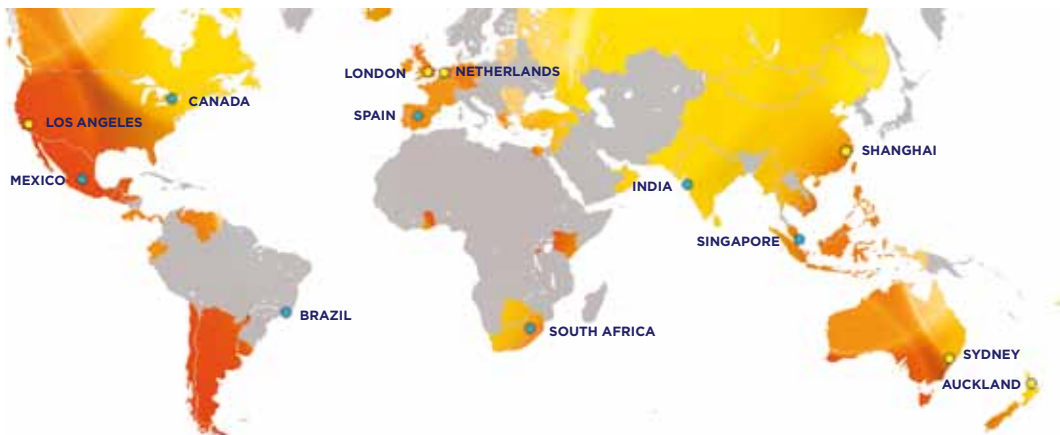 LONDON
NETHERLANDS
CANADA
SPAIN
LOS ANGELES
SHANGHAI
MEXICO
INDIA
SINGAPORE
BRAZIL
SOUTH AFRICA
SYDNEY
AUCKLAND